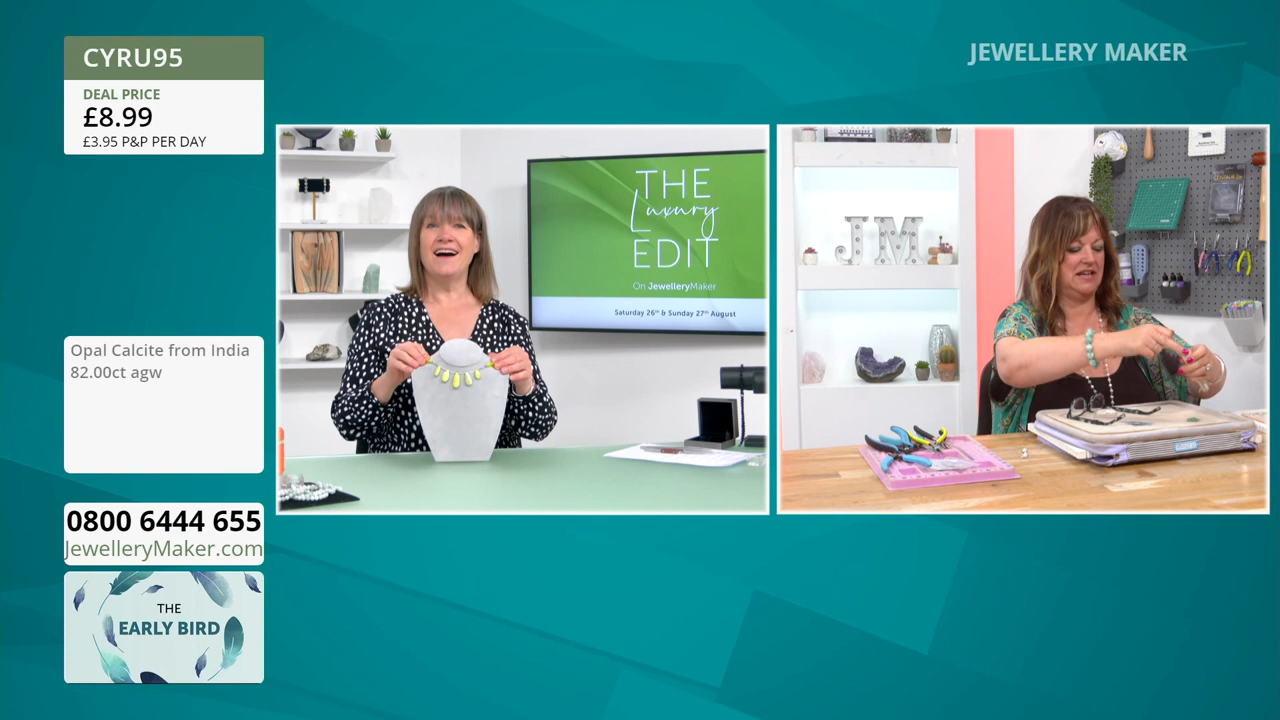 CYRU95
DEAL PRICE
£8.99
£3.95 P&P PER DAY
JEWELLERY MAKER
THE
Luxury
EDIT
On JewelleryMaker
Saturday 26th & Sunday 27th August
JM
Opal Calcite from India
82.00ct agw
0800 6444 655
JewelleryMaker.com
THE
EARLY BIRD